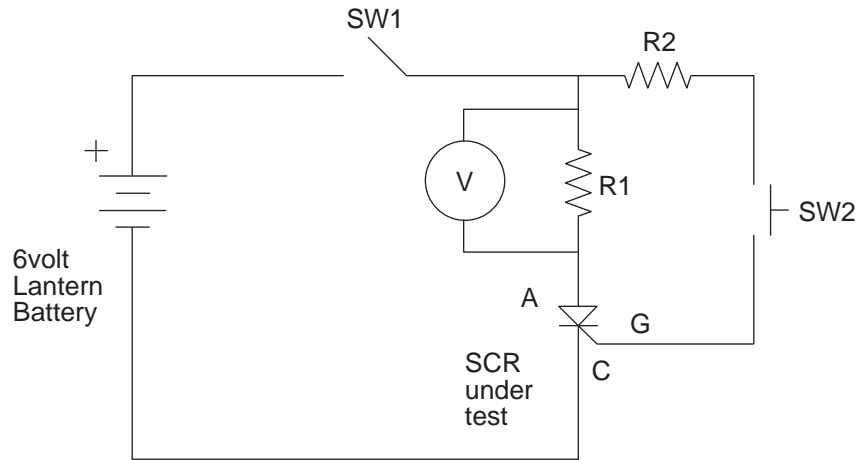 SW1
R2
+
V
R1
SW2
6volt
Lantern
Battery
A
G
SCR
under
test
C